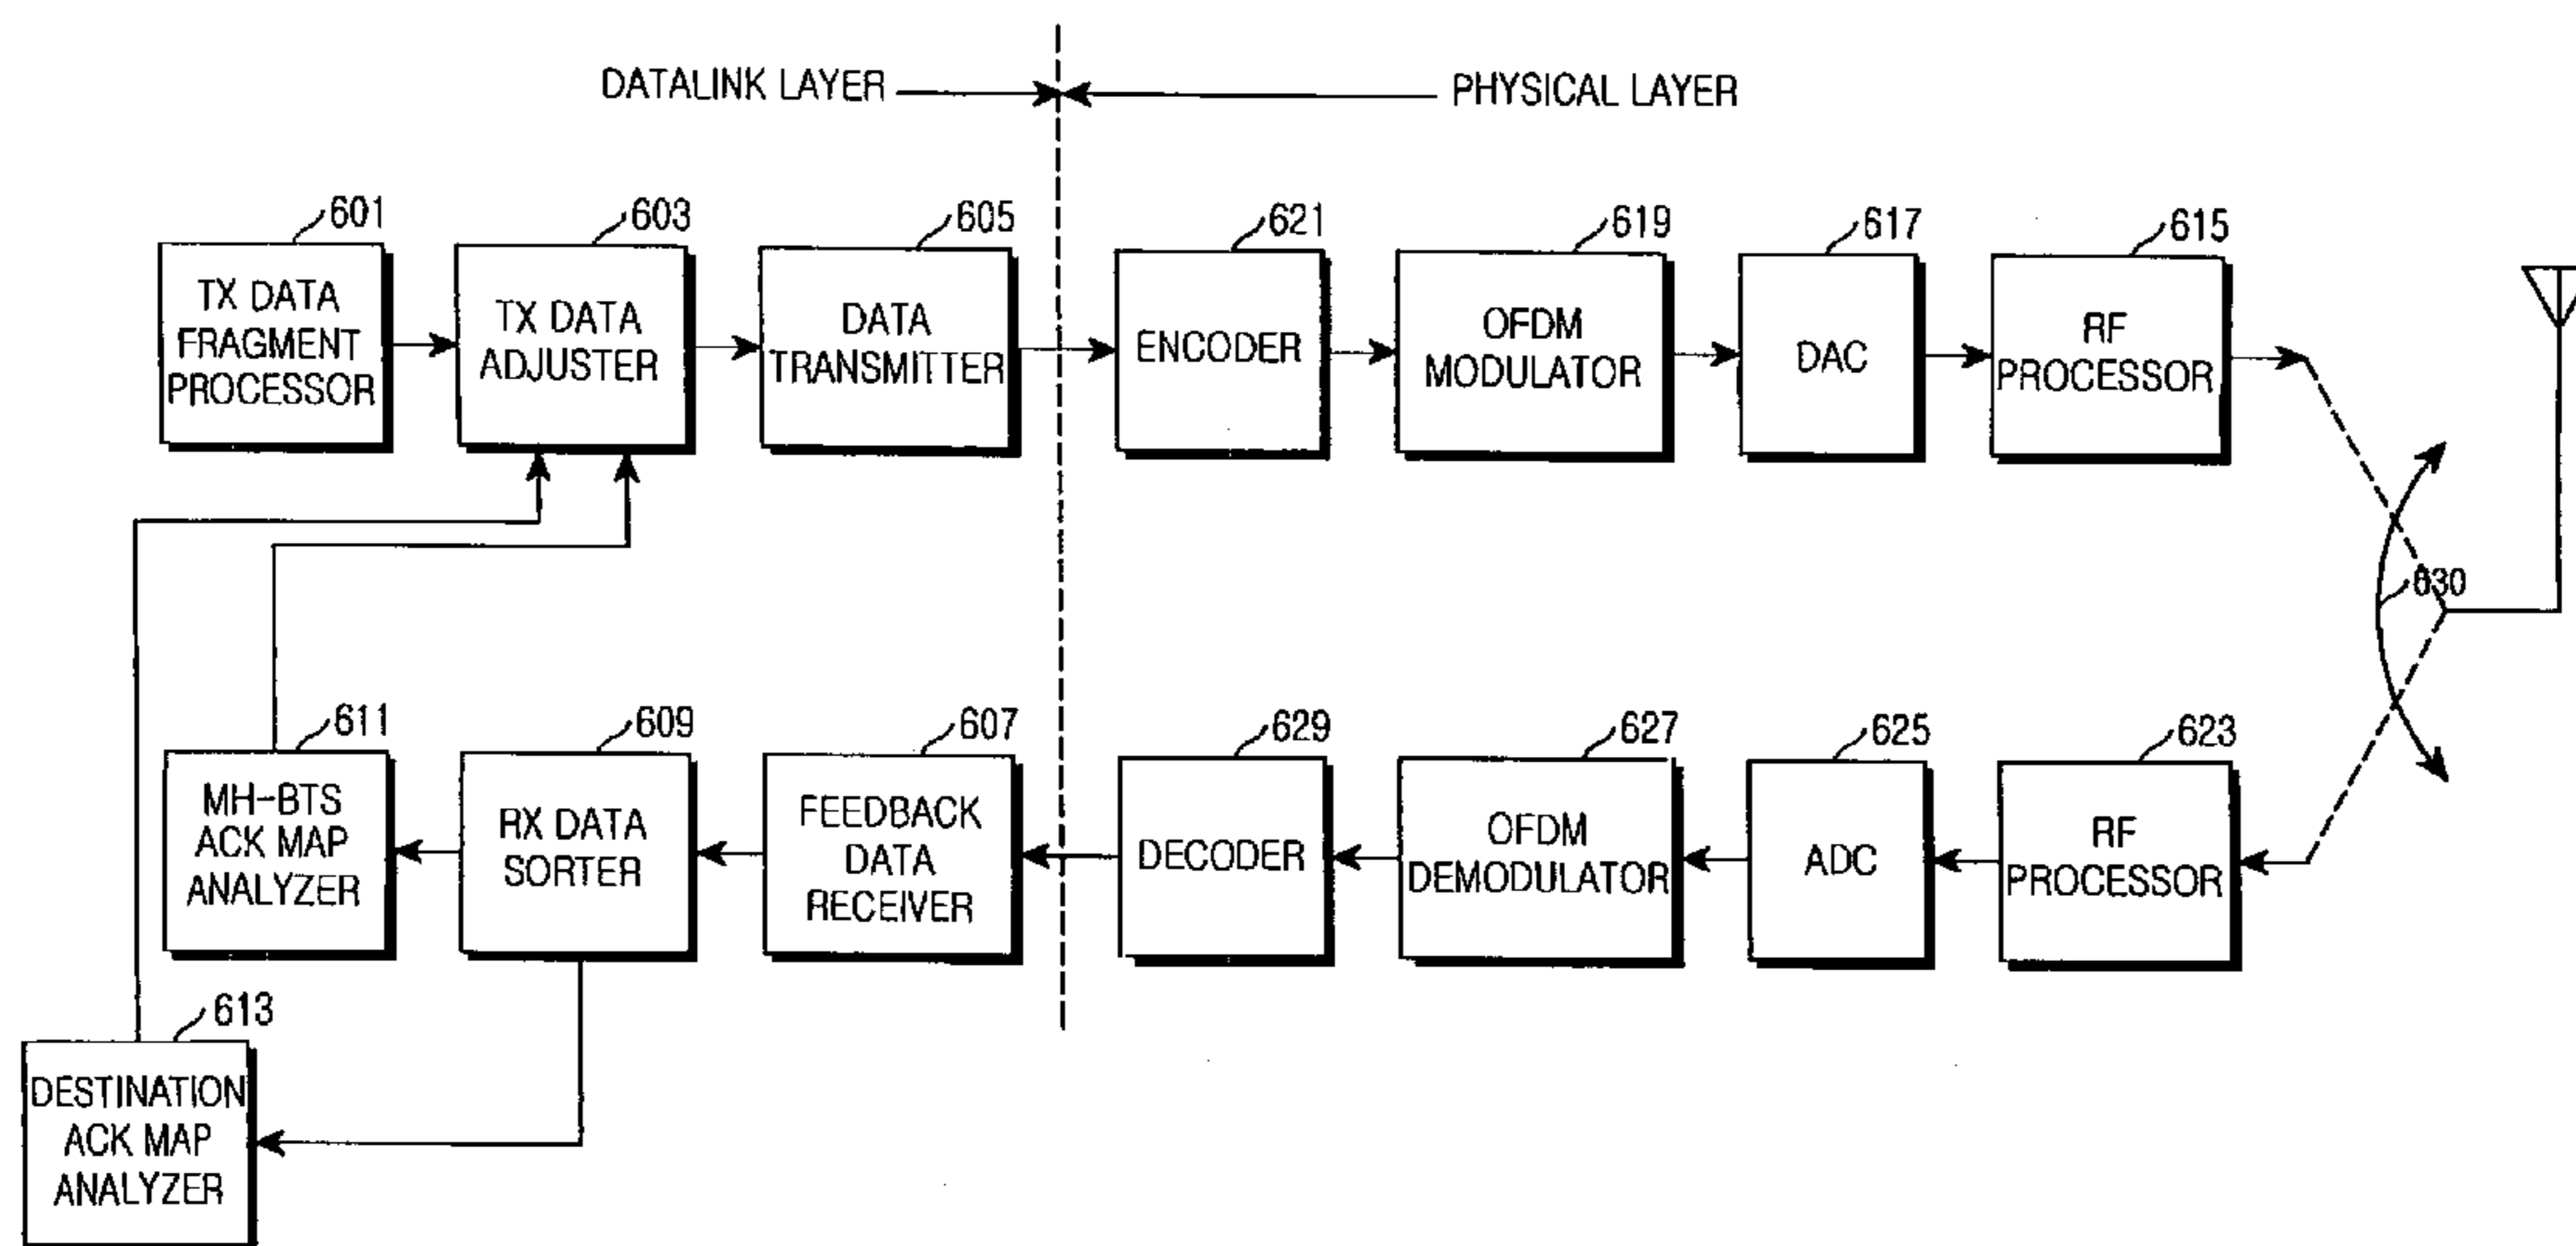 DATALINK LAYER
PHYSICAL LAYER
601
603
605
621
619
617
615
TX DATA
FRAGMENT
PROCESSOR
TX DATA
ADJUSTER
DATA
TRANSMITTER
ENCODER
OFDM
MODULATOR
DAC
RF
PROCESSOR
630
611
609
607
629
627
625
623
MH-BTS
ACK MAP
ANALYZER
RX DATA
SORTER
FEEDBACK
DATA
RECEIVER
DECODER
OFDM
DEMODULATOR
ADC
RF
PROCESSOR
613
DESTINATION
ACK MAP
ANALYZER